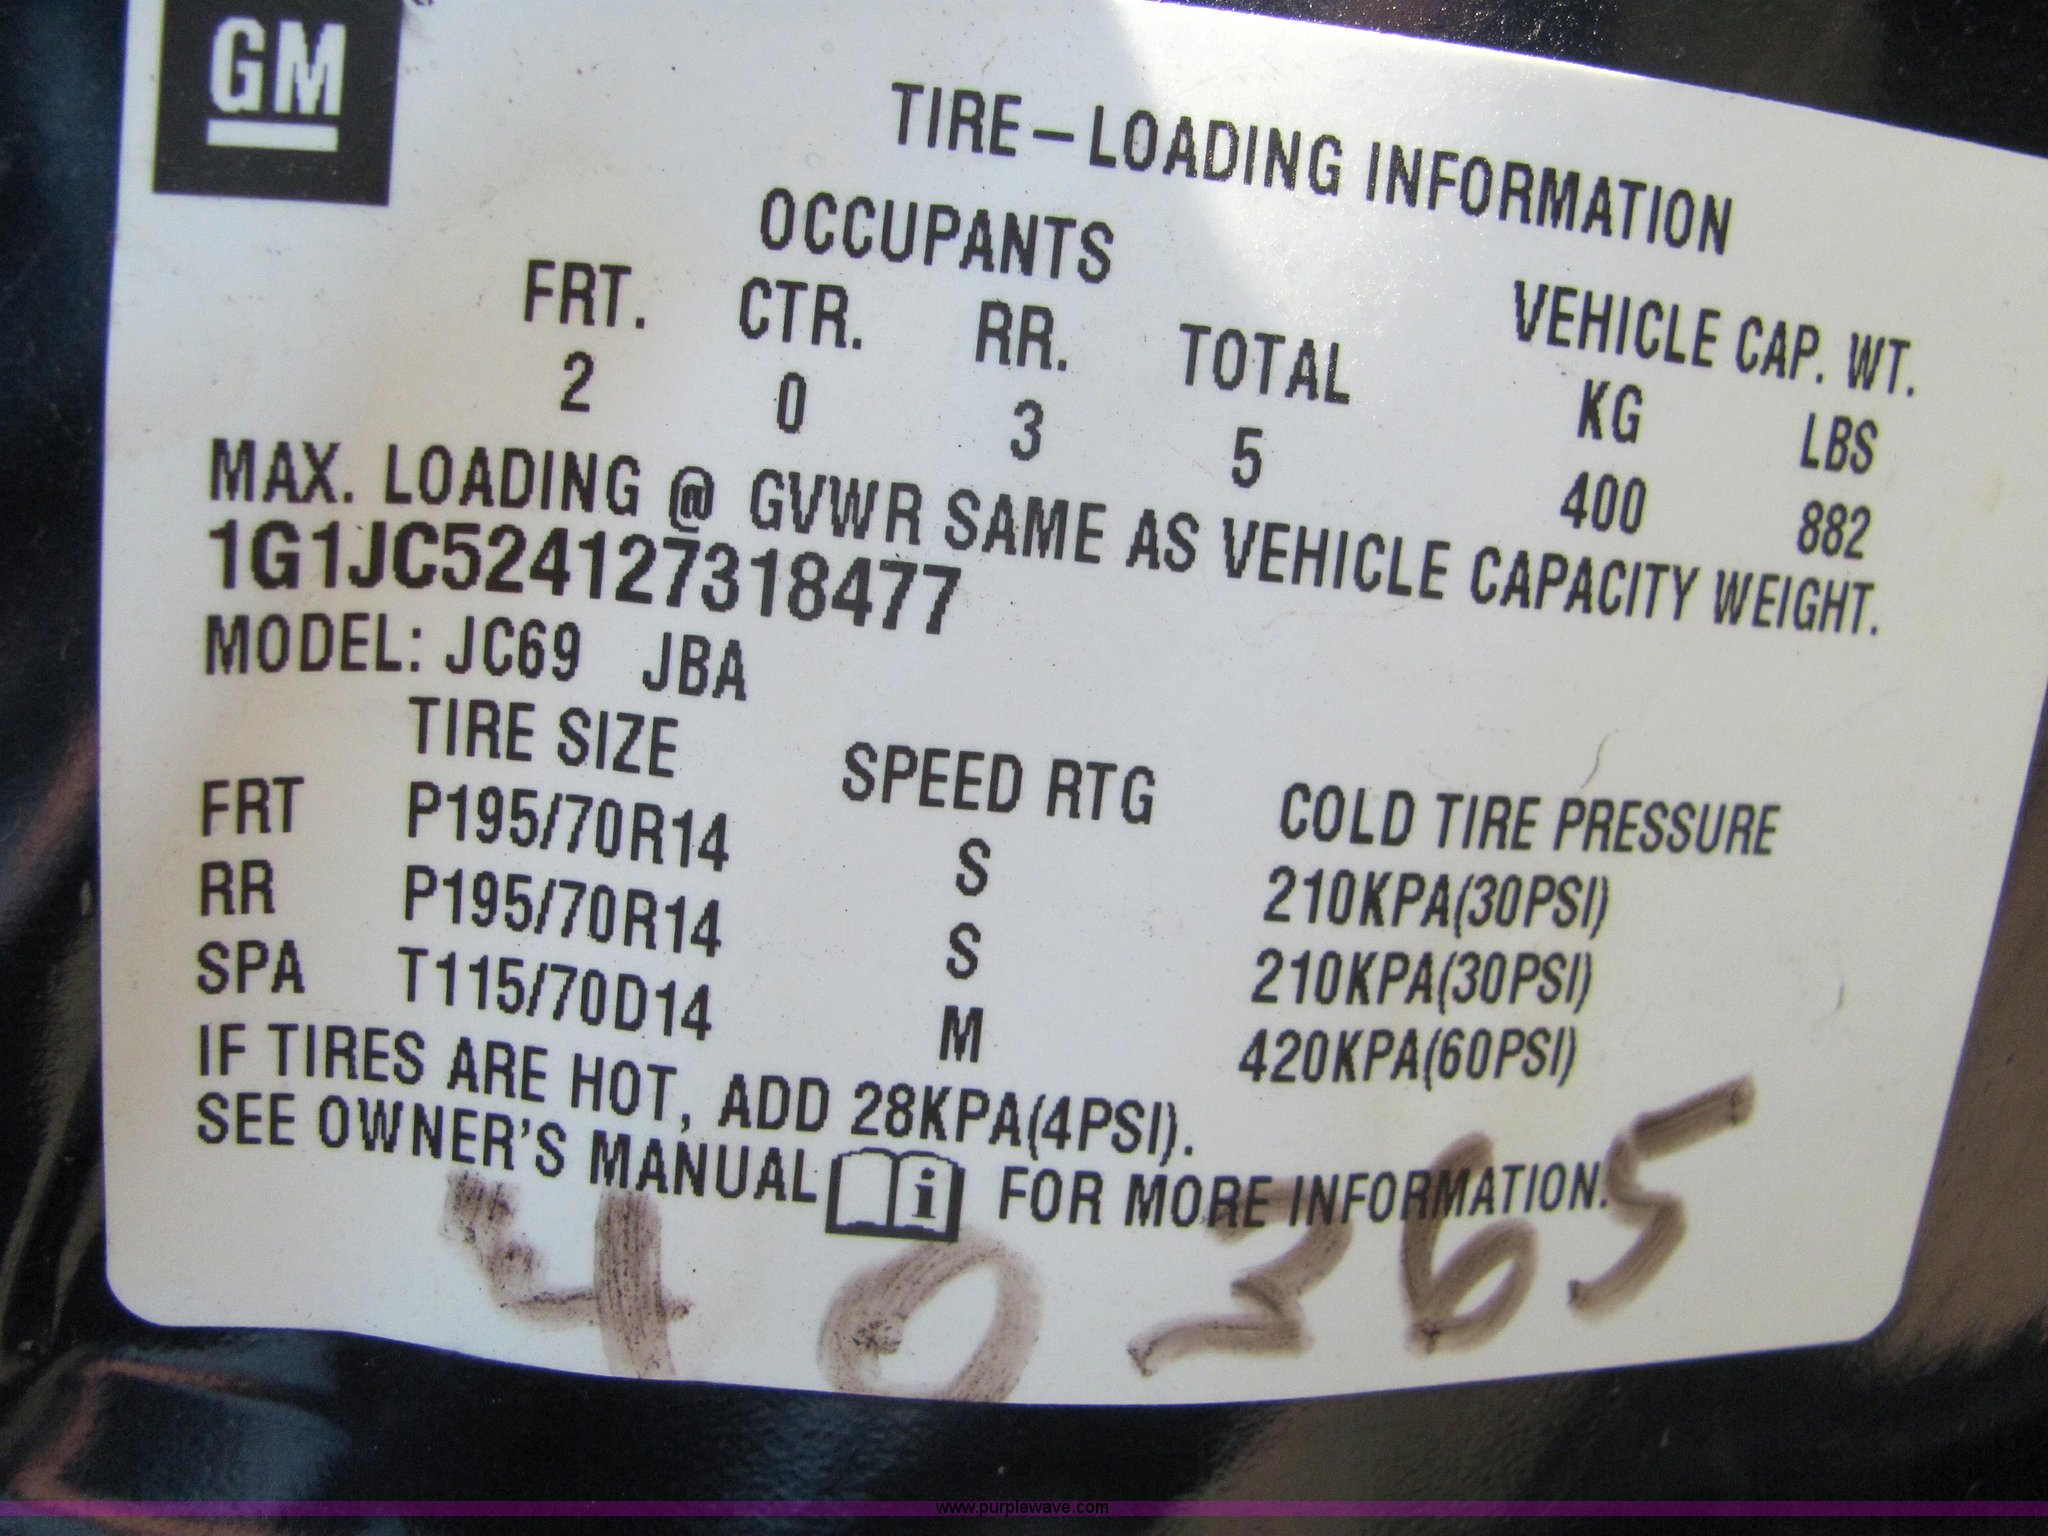 GM
TIRE–LOADING INFORMATION
OCCUPANTS VEHICLE CAP. WT.
FRT. CTR. RR. TOTAL KG LBS
2 0 3 5 400 882
MAX. LOADING @ GVWR SAME AS VEHICLE CAPACITY WEIGHT.
1G1JC524127318477
MODEL: JC69 JBA
TIRE SIZE SPEED RTG COLD TIRE PRESSURE
FRT P195/70R14 S 210KPA(30PSI)
RR P195/70R14 S 210KPA(30PSI)
SPA T115/70D14 M 420KPA(60PSI)
IF TIRES ARE HOT, ADD 28KPA(4PSI).
SEE OWNER'S MANUAL i FOR MORE INFORMATION.
40365
www.purplewave.com